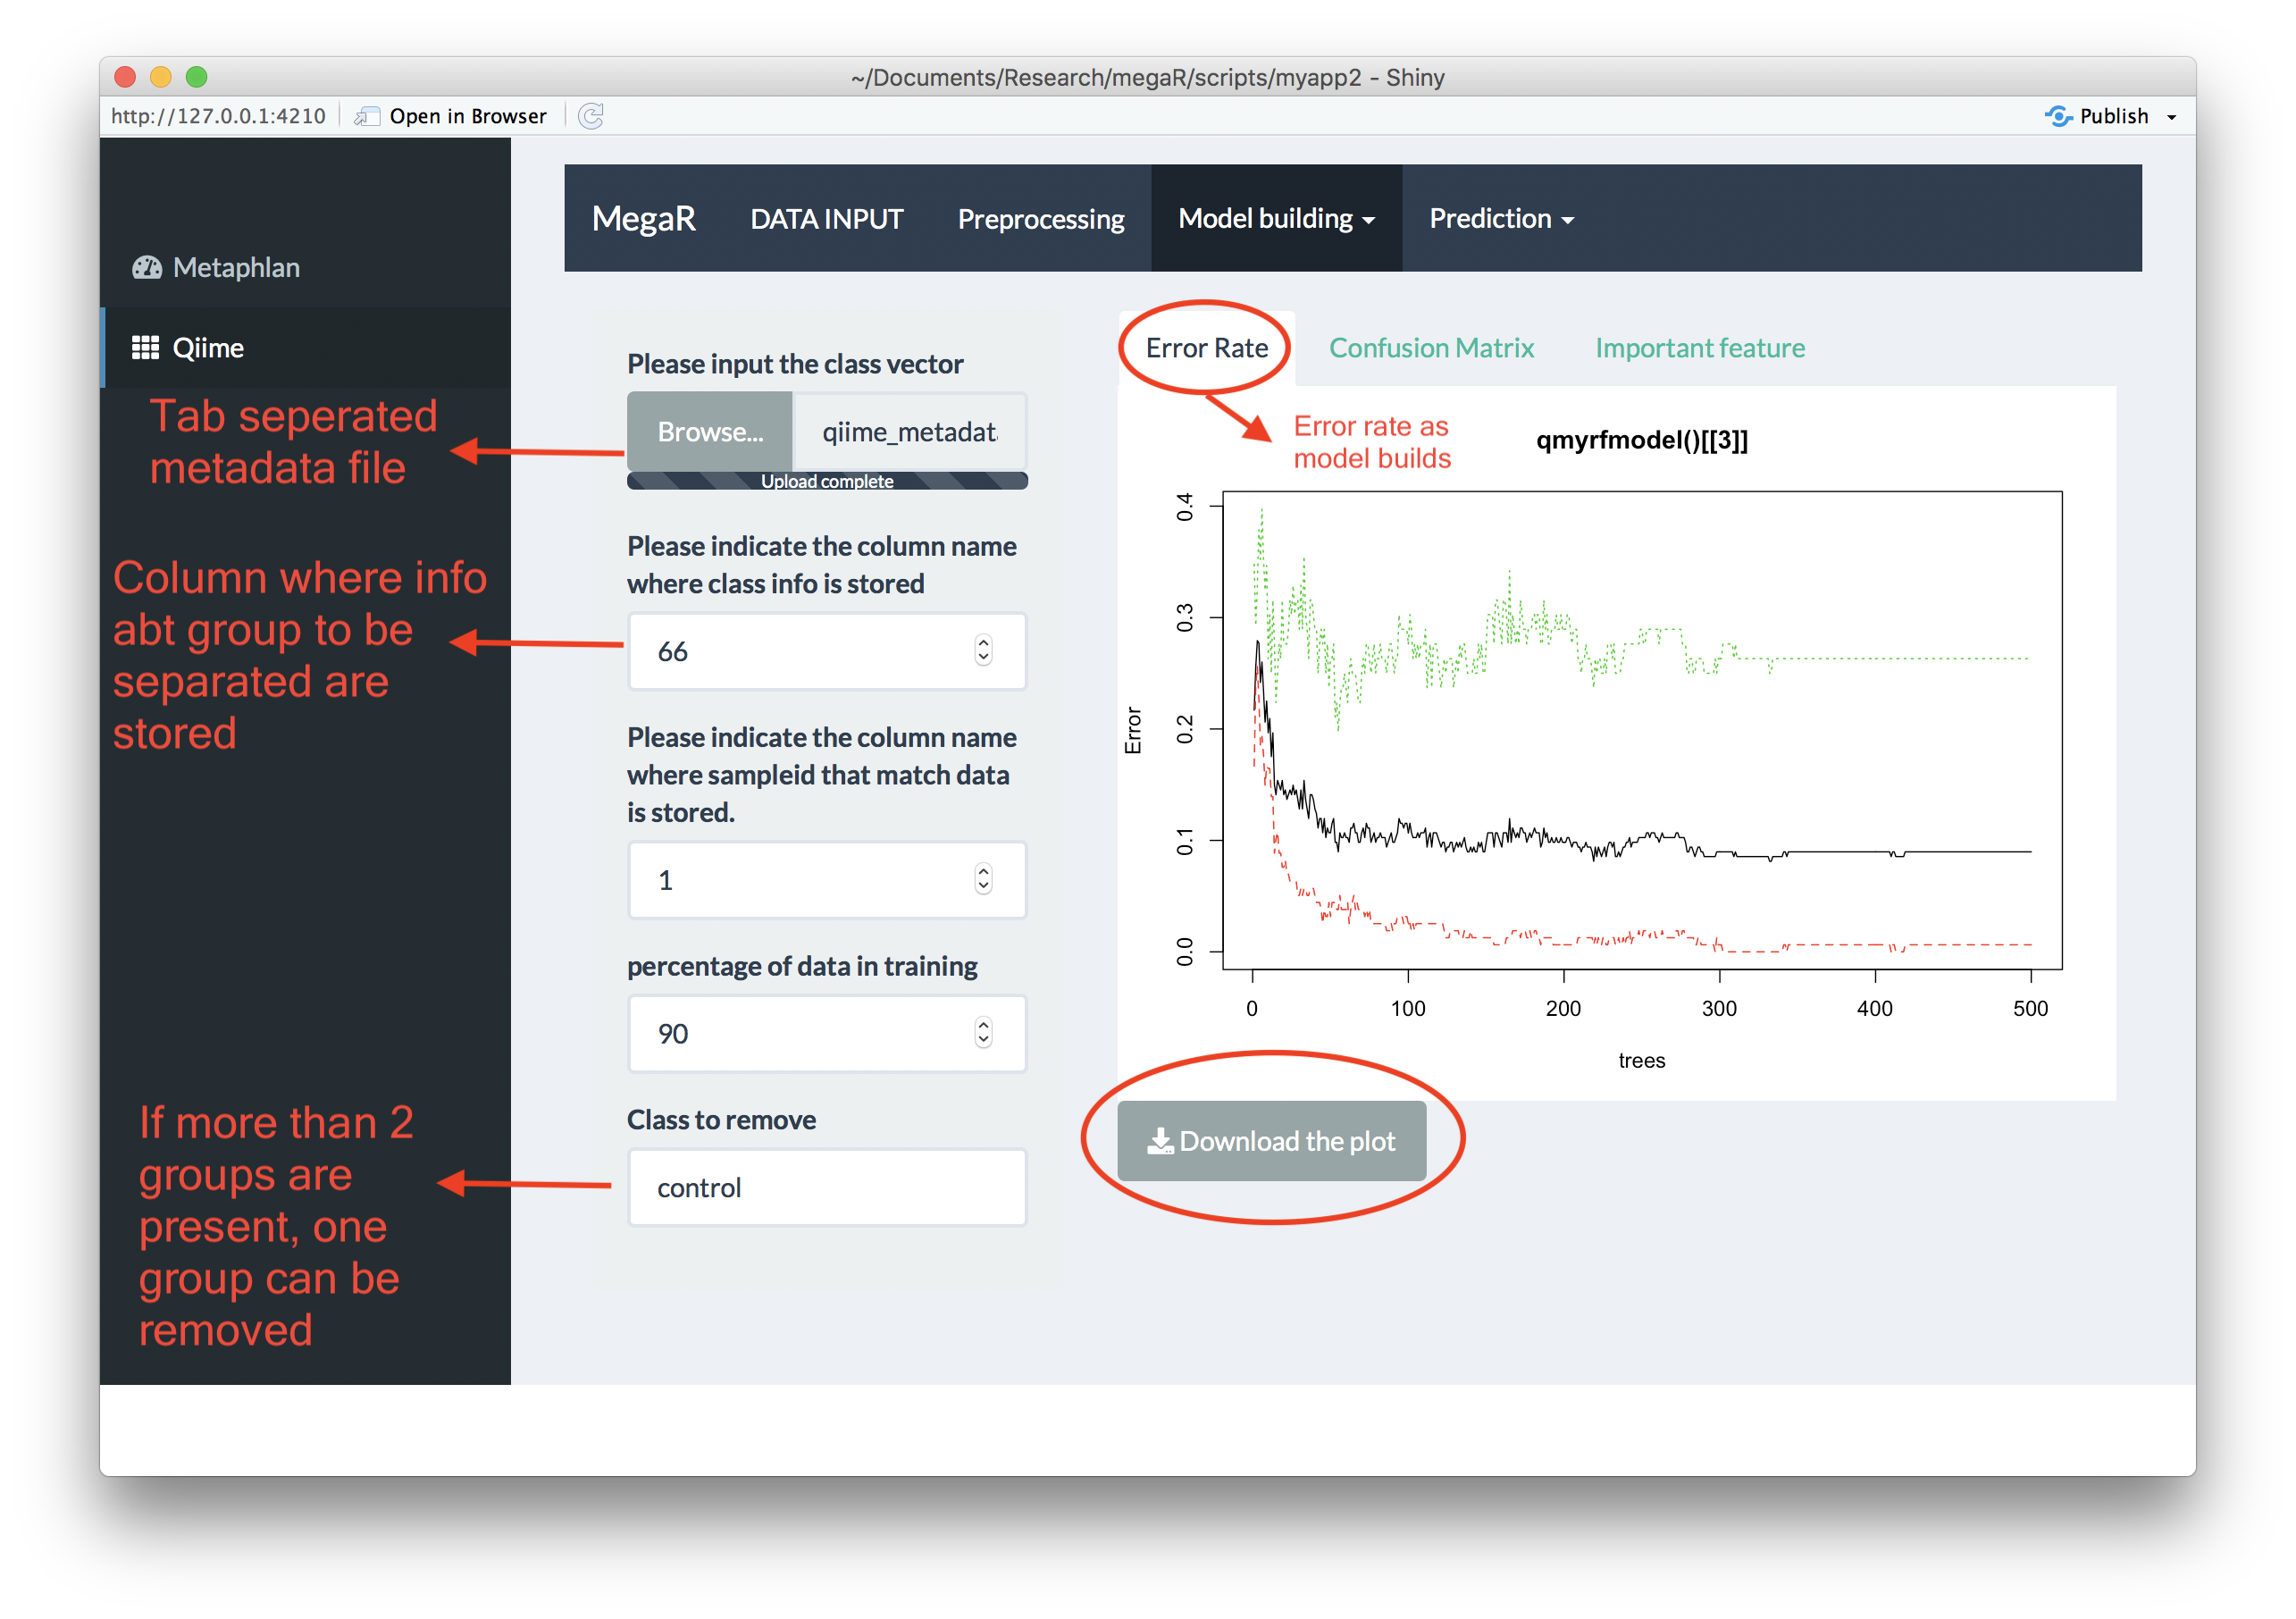 ~/Documents/Research/megaR/scripts/myapp2 - Shiny
http://127.0.0.1:4210
Open in Browser
Publish
MegaR
DATA INPUT
Preprocessing
Model building
Prediction
Metaphlan
Qiime
Tab seperated
metadata file
Column where info
abt group to be
separated are
stored
If more than 2
groups are
present, one
group can be
removed
Please input the class vector
Browse...
qiime_metadat
Upload complete
Please indicate the column name
where class info is stored
66
Please indicate the column name
where sampleid that match data
is stored.
1
percentage of data in training
90
Class to remove
control
Error Rate
Confusion Matrix
Important feature
Error rate as
model builds
qmyrfmodel()[[3]]
Error
0.4
0.3
0.2
0.1
0.0
0
100
200
300
400
500
trees
Download the plot